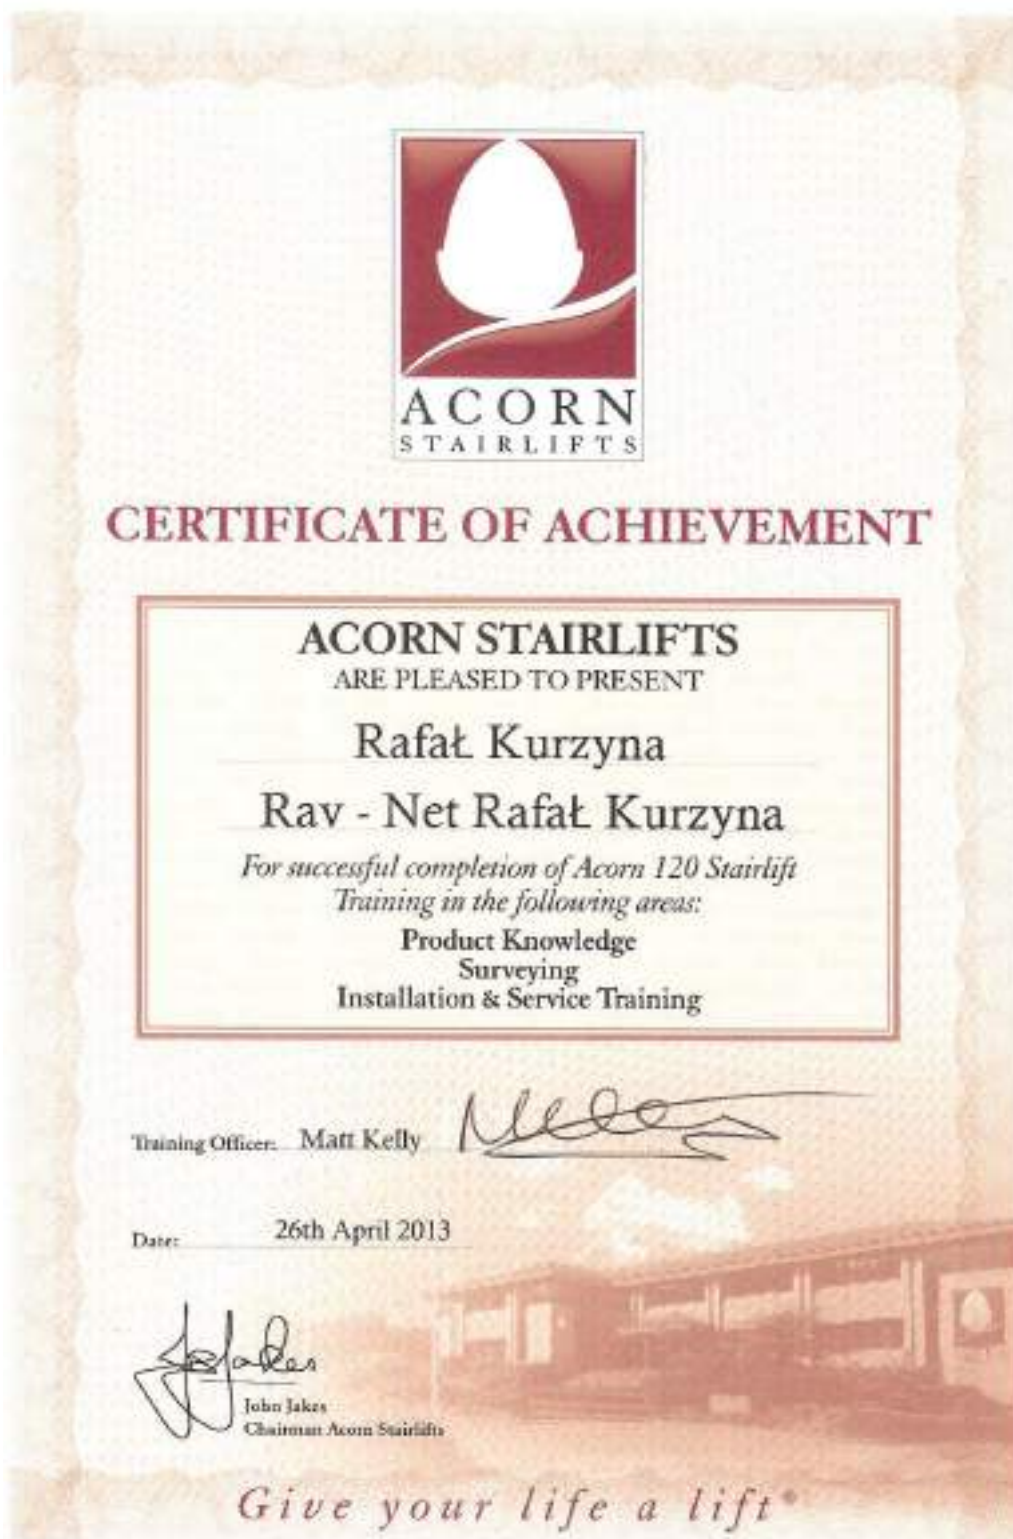 ACORN
STAIRLIFTS
CERTIFICATE OF ACHIEVEMENT
ACORN STAIRLIFTS
ARE PLEASED TO PRESENT
RafaŁ Kurzyna
Rav - Net RafaŁ Kurzyna
For successful completion of Acorn 120 Stairlift
Training in the following areas:
Product Knowledge
Surveying
Installation & Service Training
Training Officer: Matt Kelly
Date: 26th April 2013
John Jakes
Chairman Acorn Stairlifts
Give your life a lift®